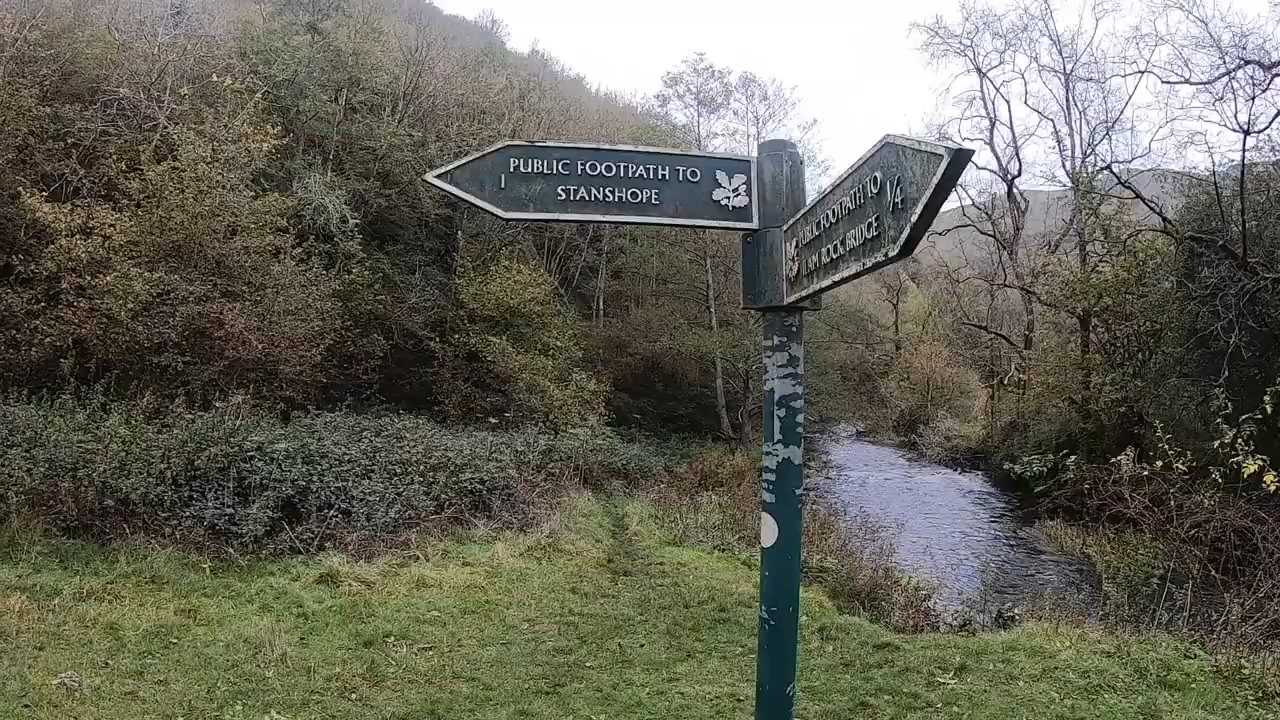 PUBLIC FOOTPATH TO
1 STANSHOPE
PUBLIC FOOTPATH TO
ILAM ROCK BRIDGE 1/4